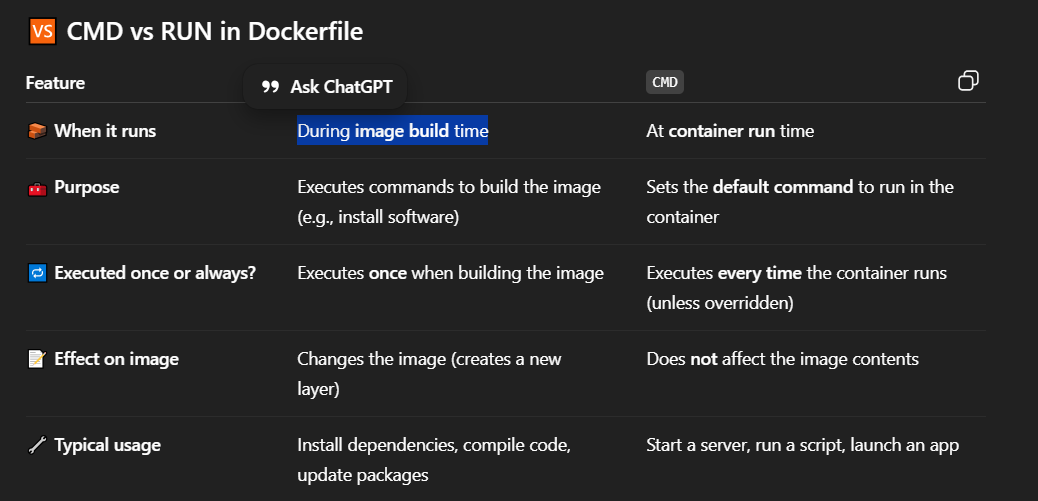 VS CMD vs RUN in Dockerfile
Feature
Ask ChatGPT
CMD
When it runs
During image build time
At container run time
Purpose
Executes commands to build the image
(e.g., install software)
Sets the default command to run in the
container
Executed once or always?
Executes once when building the image
Executes every time the container runs
(unless overridden)
Effect on image
Changes the image (creates a new
layer)
Does not affect the image contents
Typical usage
Install dependencies, compile code,
update packages
Start a server, run a script, launch an app